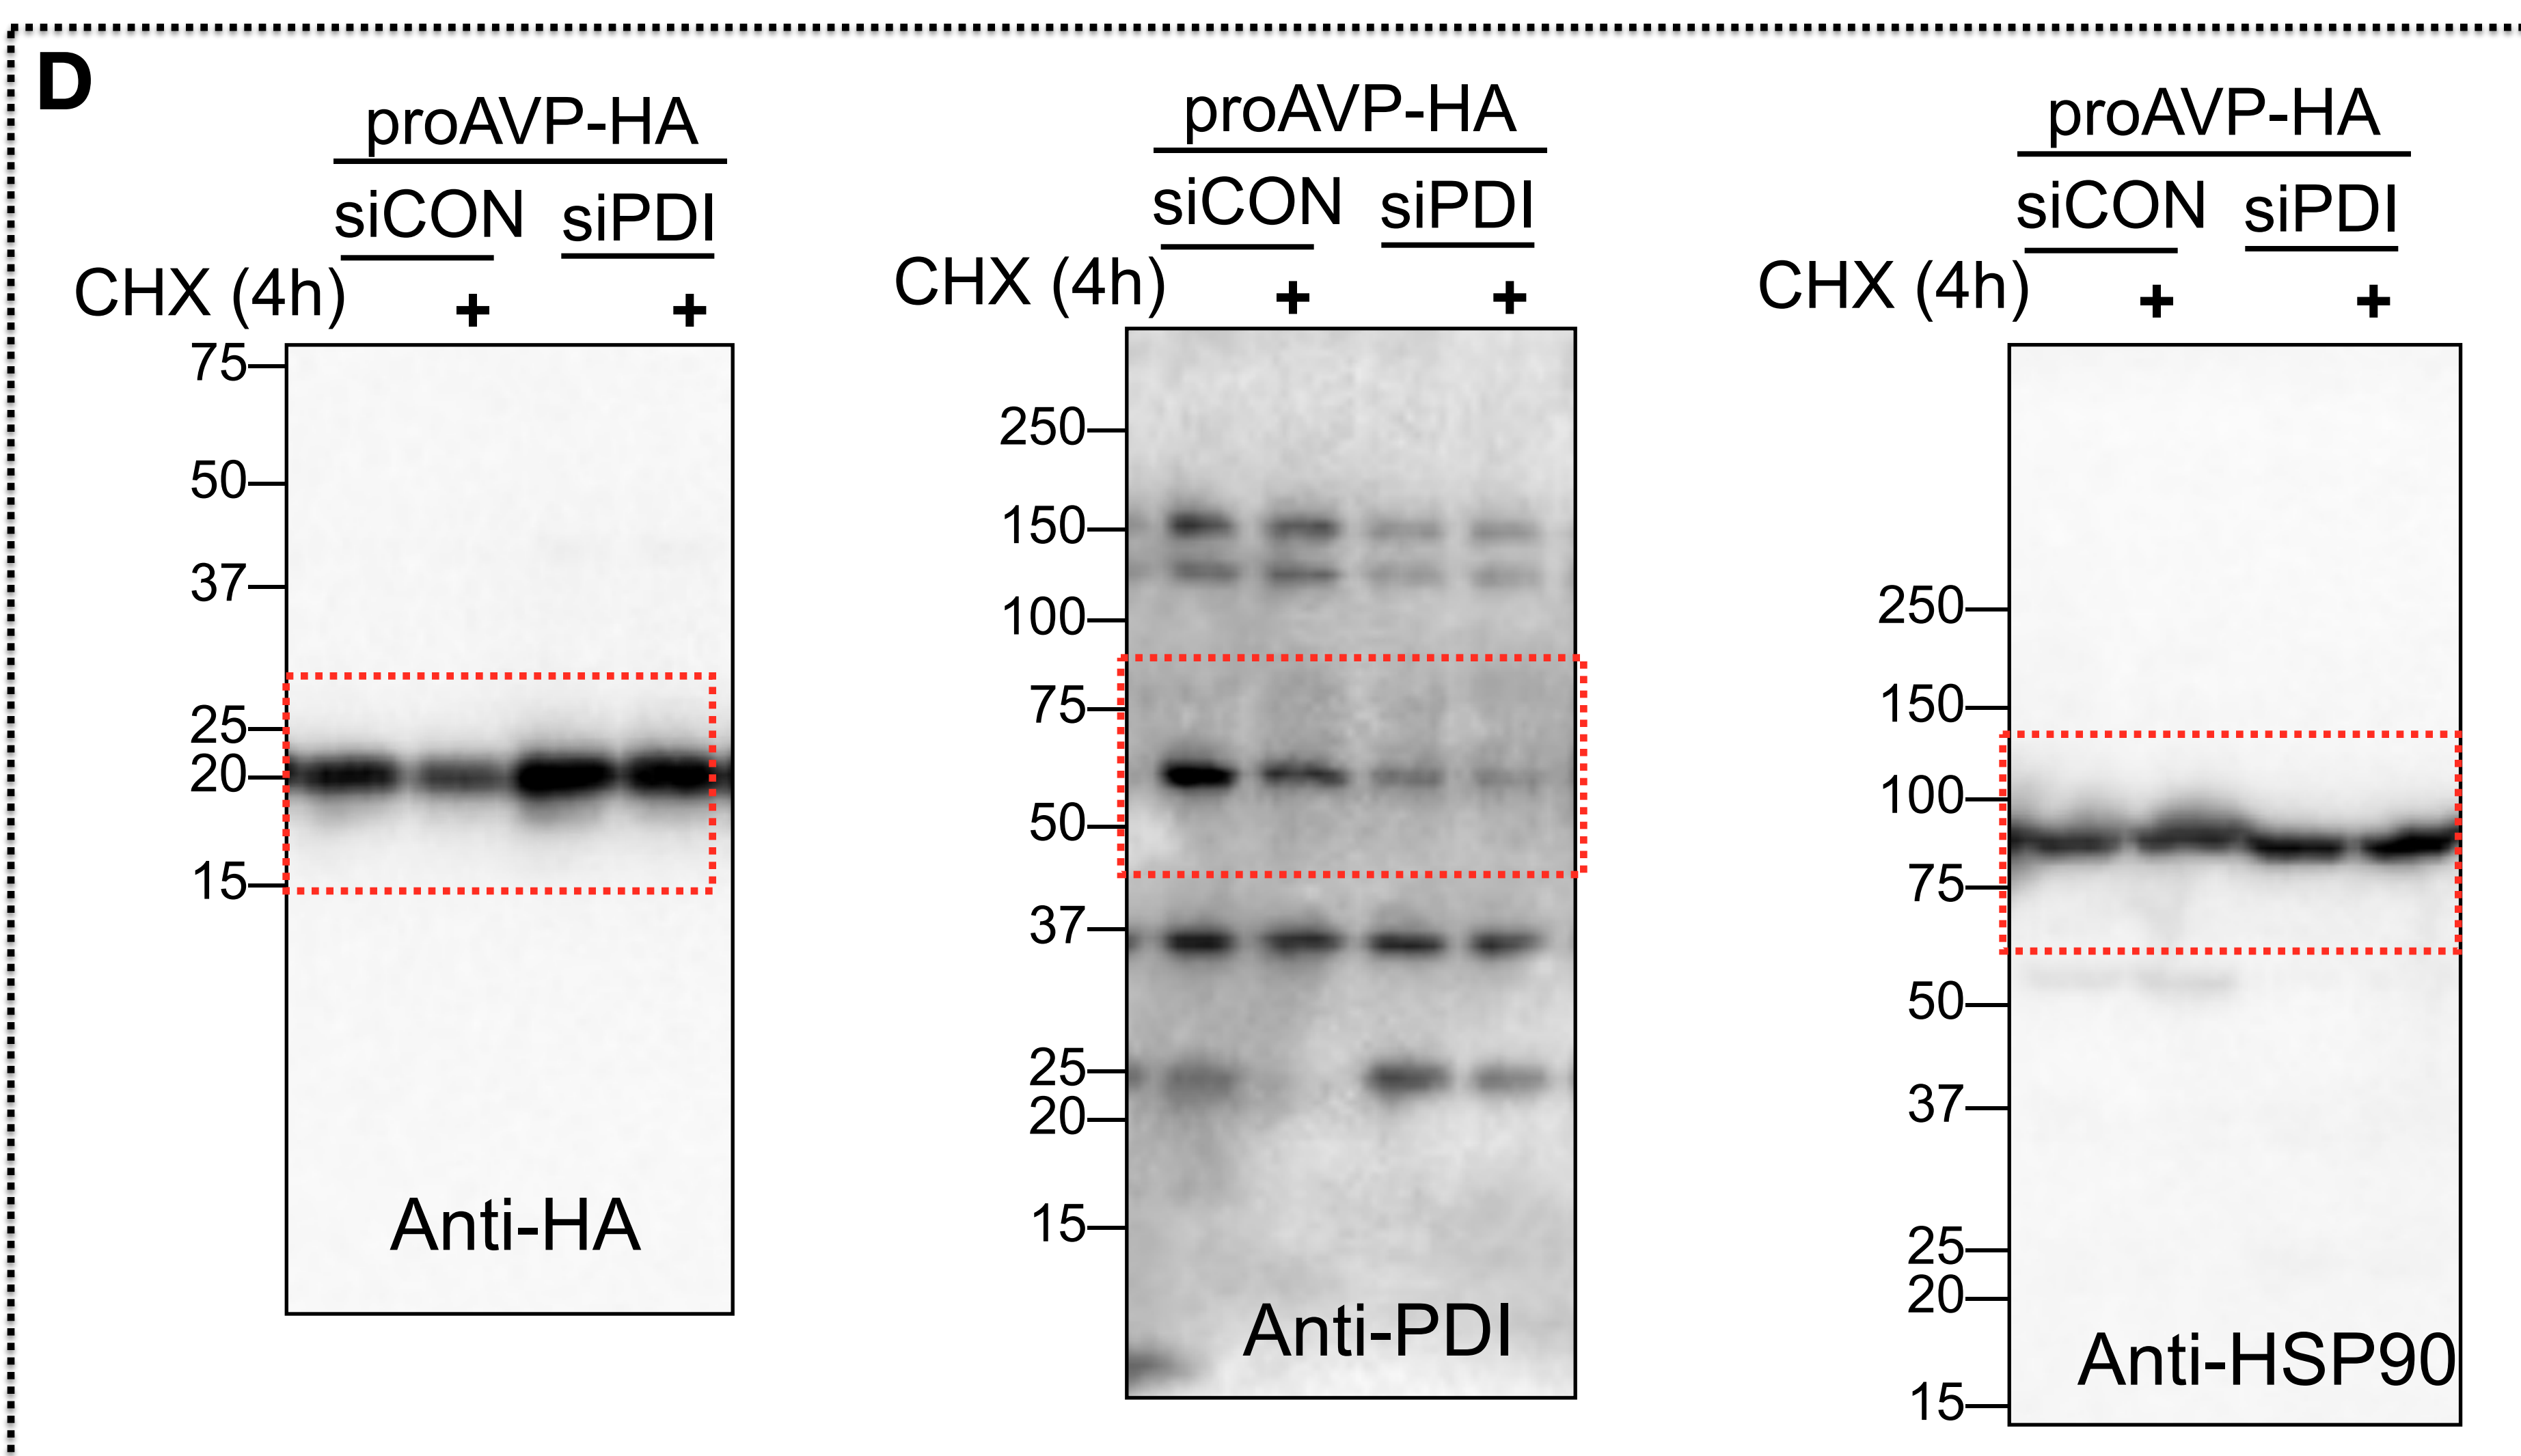 D
proAVP-HA
siCON siPDI
CHX (4h) + +
75
50
37
25
20
15
Anti-HA
proAVP-HA
siCON siPDI
CHX (4h) + +
250
150
100
75
50
37
25
20
15
Anti-PDI
proAVP-HA
siCON siPDI
CHX (4h) + +
250
150
100
75
50
37
25
20
15
Anti-HSP90